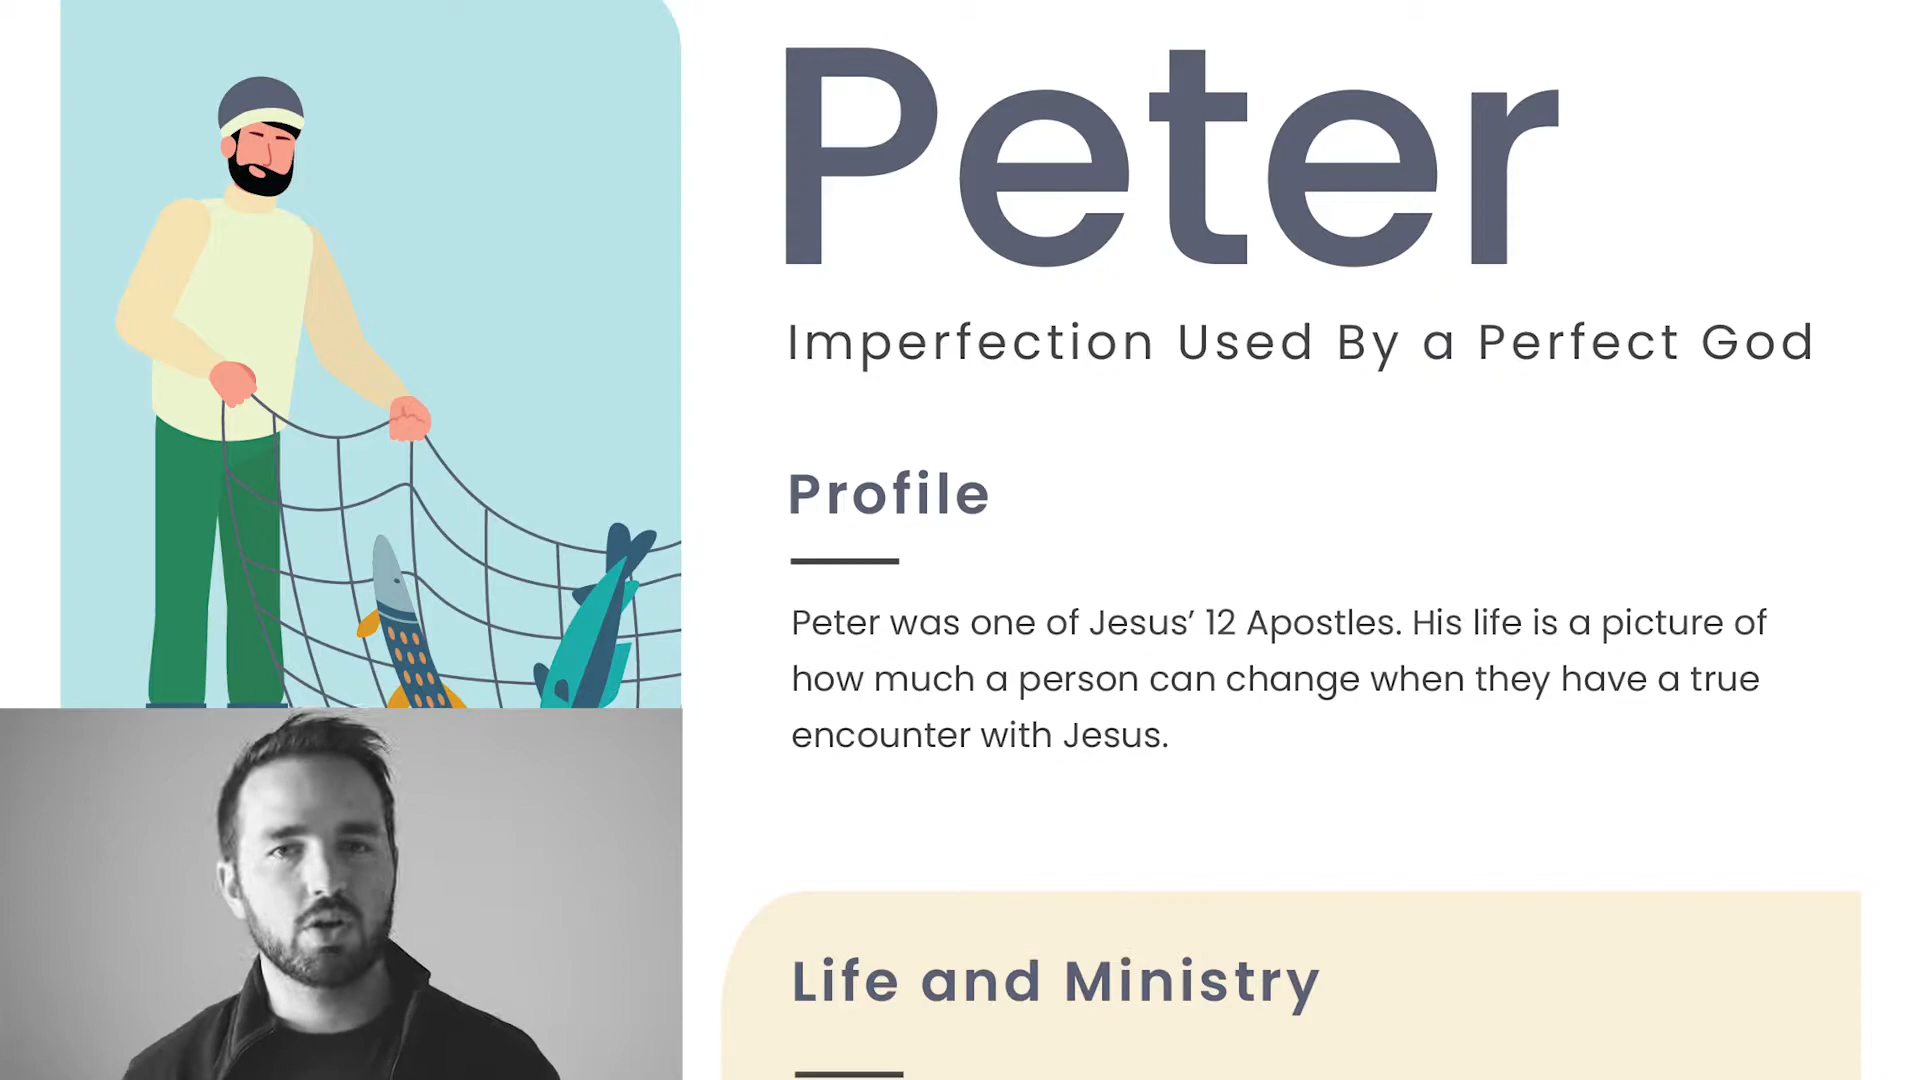 Peter
Imperfection Used By a Perfect God
Profile
Peter was one of Jesus’ 12 Apostles. His life is a picture of
how much a person can change when they have a true
encounter with Jesus.
Life and Ministry